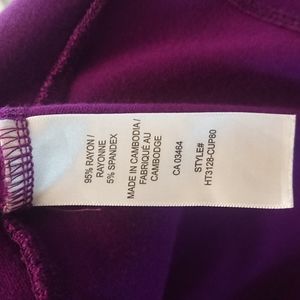 95% RAYON /
RAYONNE
5% SPANDEX
MADE IN CAMBODIA /
FABRIQUÉ AU
CAMBODGE
CA 03464
STYLE#
HT3128-CUP80